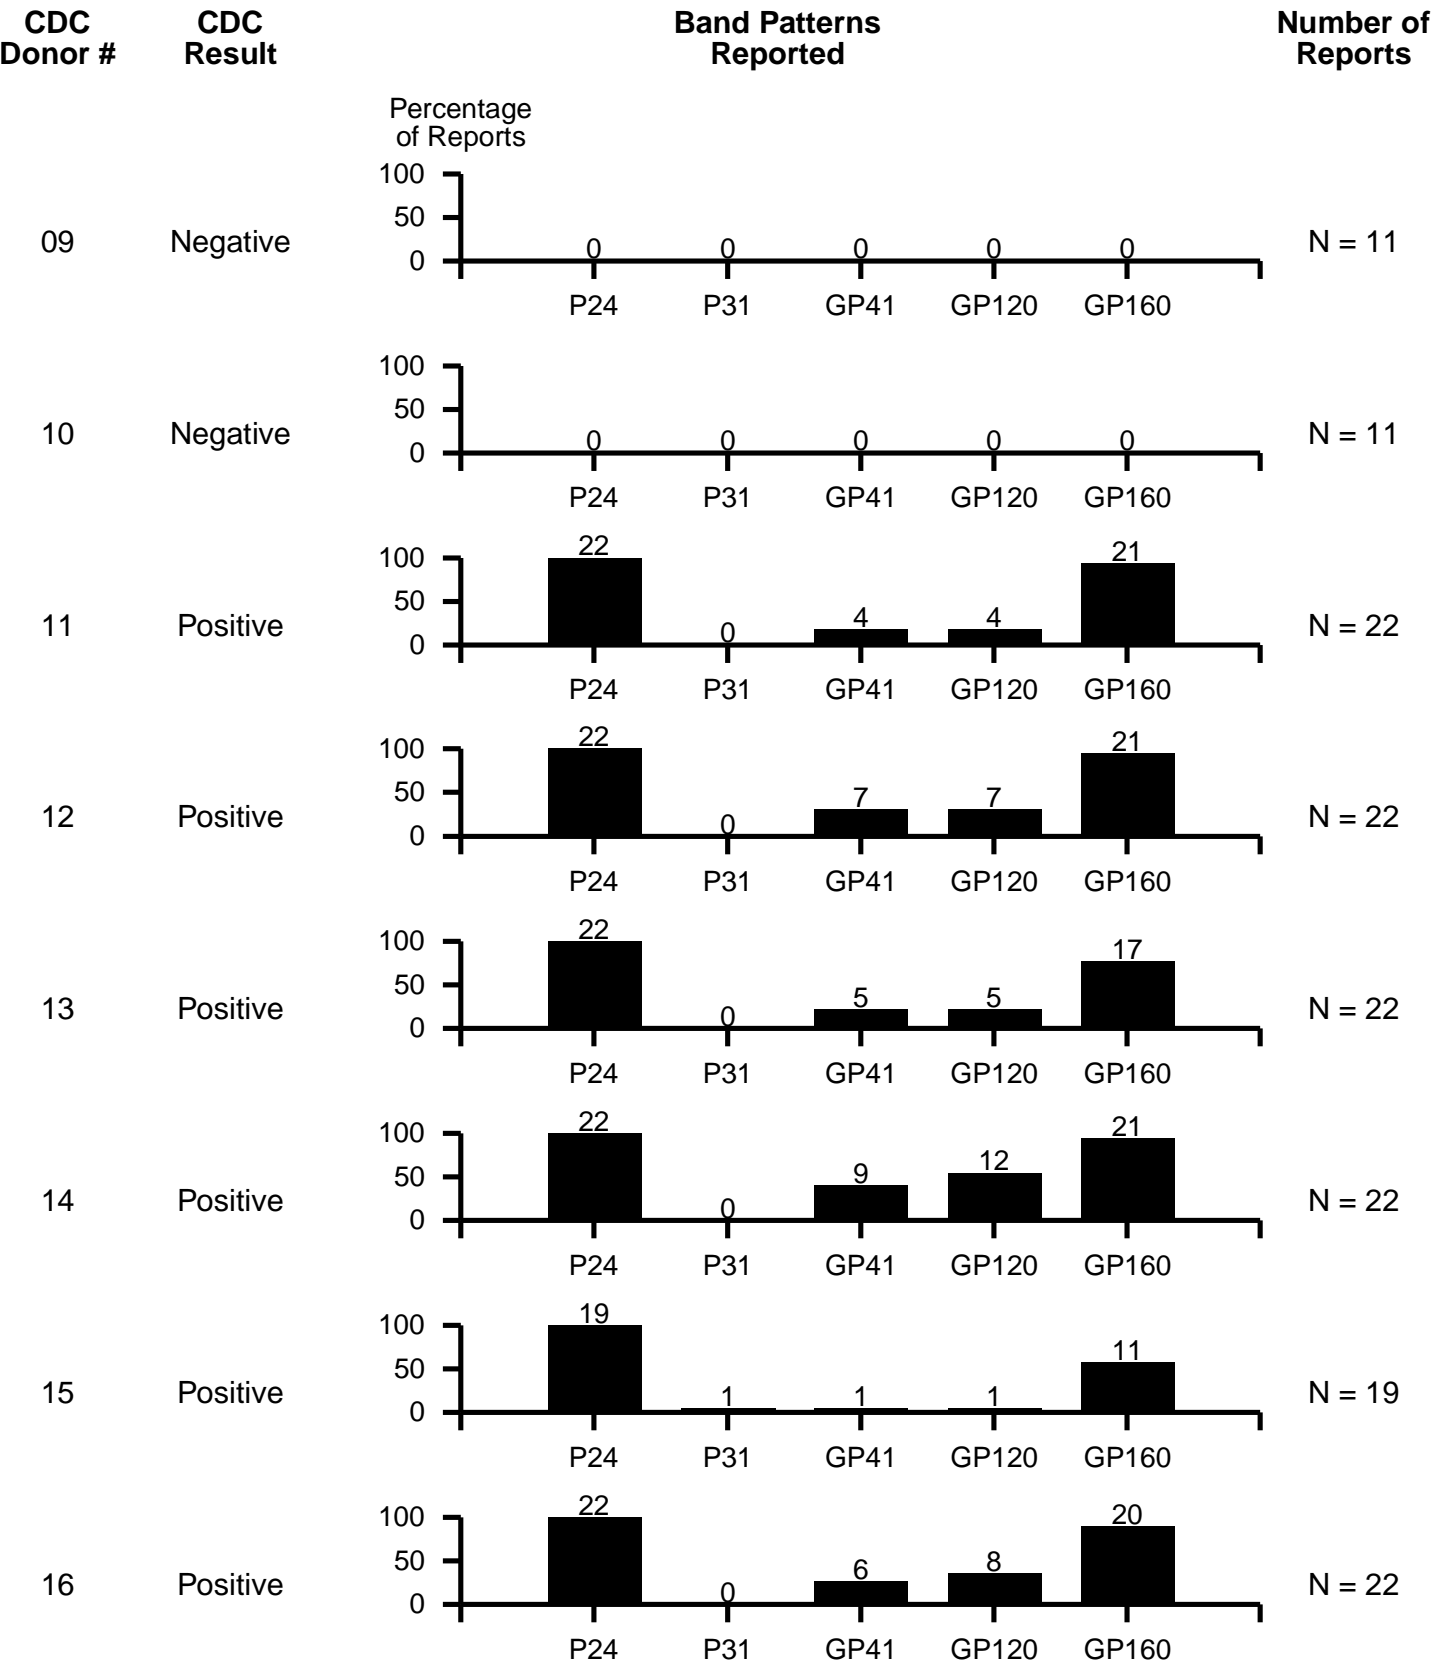 CDC CDC Band Patterns Number of
Donor # Result Reported Reports
Percentage
of Reports
100
50
0
09 Negative 0 0 0 0 0 N = 11
P24 P31 GP41 GP120 GP160
100
50
0
10 Negative 0 0 0 0 0 N = 11
P24 P31 GP41 GP120 GP160
100
50
0
11 Positive 22 0 4 4 21 N = 22
P24 P31 GP41 GP120 GP160
100
50
0
12 Positive 22 0 7 7 21 N = 22
P24 P31 GP41 GP120 GP160
100
50
0
13 Positive 22 0 5 5 17 N = 22
P24 P31 GP41 GP120 GP160
100
50
0
14 Positive 22 0 9 12 21 N = 22
P24 P31 GP41 GP120 GP160
100
50
0
15 Positive 19 1 1 1 11 N = 19
P24 P31 GP41 GP120 GP160
100
50
0
16 Positive 22 0 6 8 20 N = 22
P24 P31 GP41 GP120 GP160